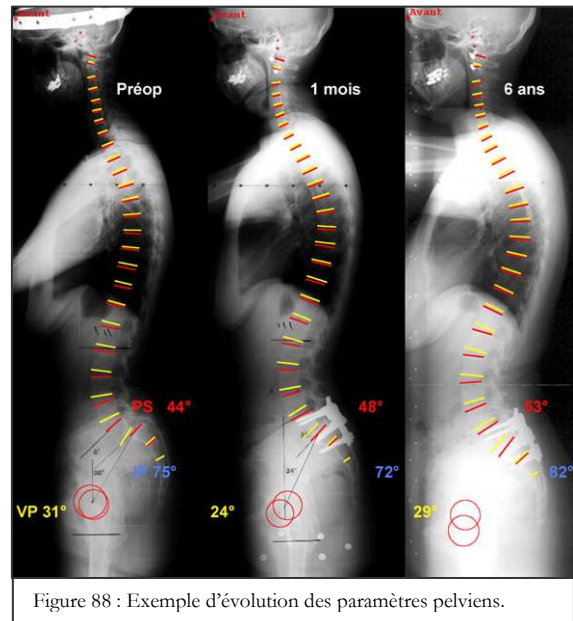 Avant
Avant
Avant
Préop
1 mois
6 ans
PS 44°
48°
53°
IP 75°
72°
82°
VP 31°
24°
29°
24°
Figure 88 : Exemple d'évolution des paramètres pelviens.